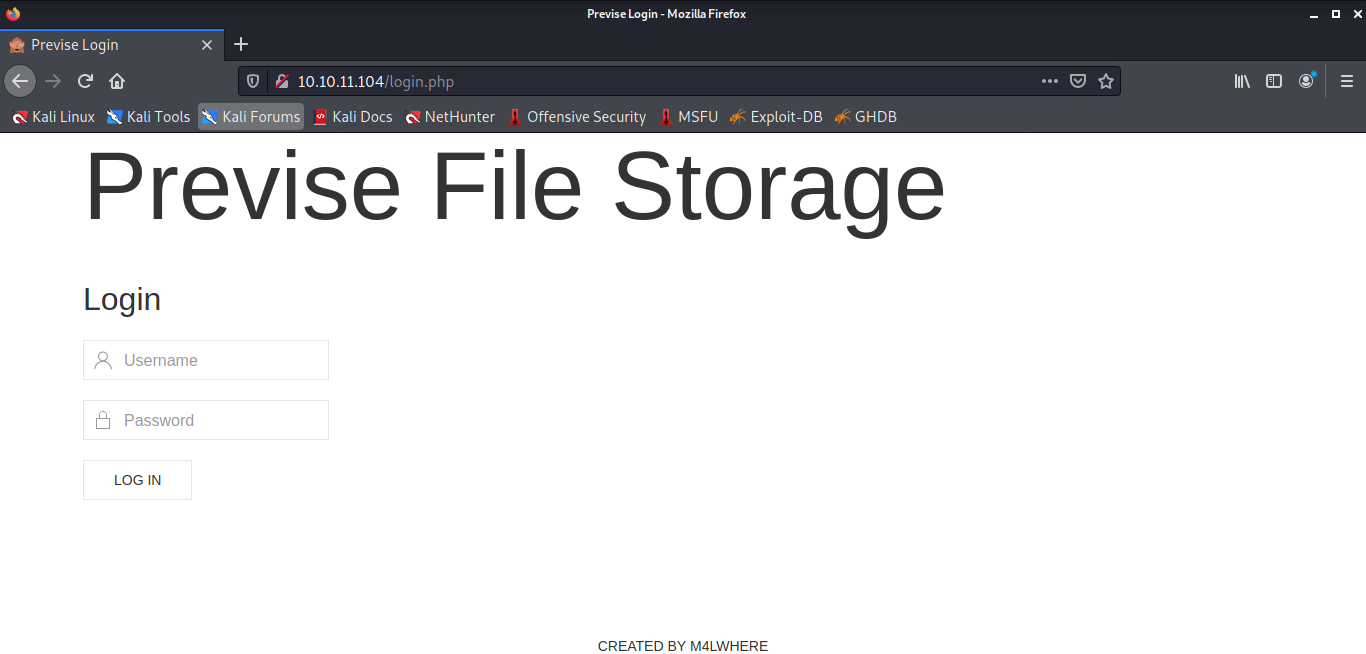 Previse Login - Mozilla Firefox
Previse Login
10.10.11.104/login.php
Kali Linux Kali Tools Kali Forums Kali Docs NetHunter Offensive Security MSFU Exploit-DB GHDB
Previse File Storage
Login
Username
Password
LOG IN
CREATED BY M4LWHERE